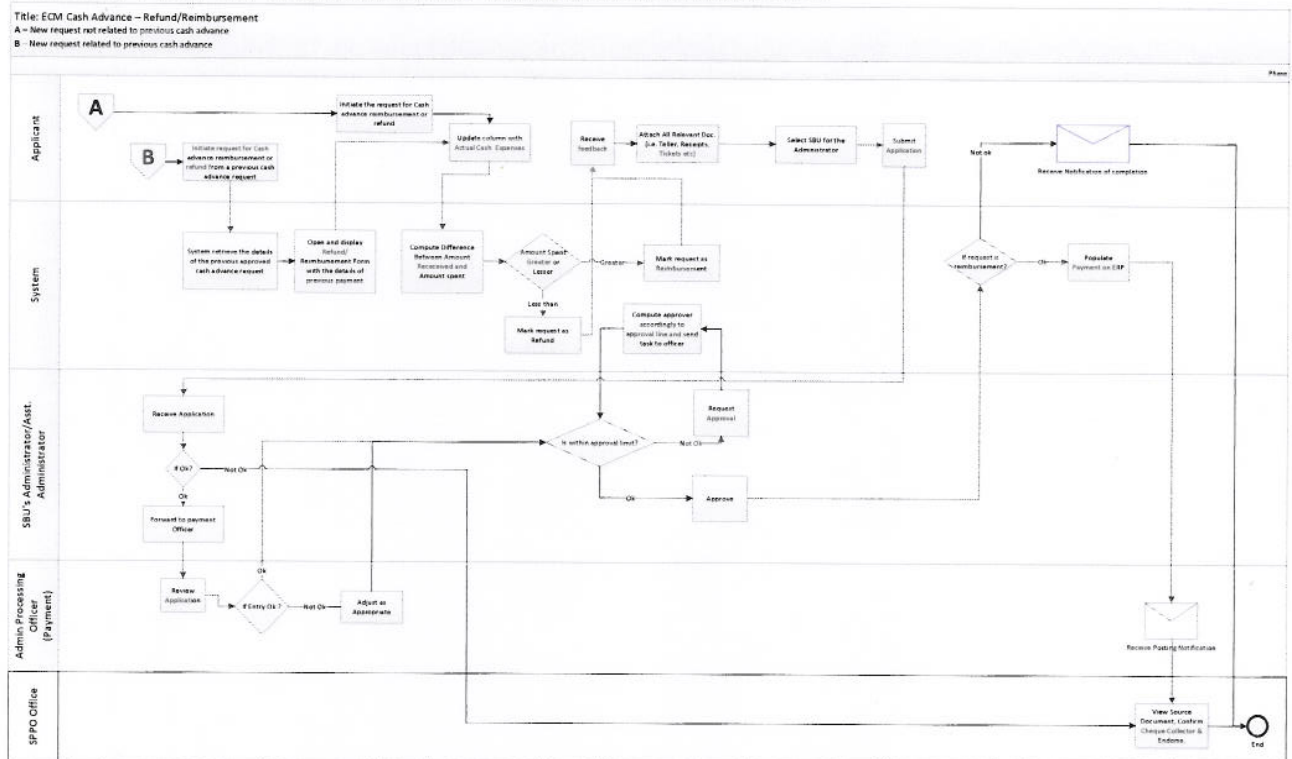 Title: ECM Cash Advance – Refund/Reimbursement
A – New request not related to previous cash advance
B – New request related to previous cash advance
Phase
Applicant
A
Initiate the request for Cash
advance reimbursement or
refund
B
Initiate request for Cash
advance reimbursement or
refund from a previous cash
advance request
Update column with
Actual Cash Expenses
Receive
feedback
Attach All Relevant Doc.
(i.e. Teller, Receipts,
Tickets etc)
Select SBU for the
Administrator
Submit
Application
Not ok
Receive Notification of completion
System
System retrieve the details
of the previous approved
cash advance request
Open and display
Refund/
Reimbursement Form
with the details of
previous payment
Compute Difference
Between Amount
Receeived and
Amount spent
Amount Spent
Greater or
Lesser
Greater
Mark request as
Reimbursement
Less than
Mark request as
Refund
Compute approver
accordingly to
approval line and send
task to officer
If request is
reimbursement?
Ok
Populate
Payment on ERP
SBU's Administrator/Asst.
Administrator
Receive Application
If Ok?
Not Ok
Ok
Forward to payment
Officer
Is within approval limit?
Not Ok
Request
Approval
Ok
Approve
Admin Processing
Officer
(Payment)
Review
Application
Ok
If Entry Ok ?
Not Ok
Adjust as
Appropriate
Receive Posting Notification
SPPO Office
View Source
Document, Confirm
Cheque Collector &
Endorse.
End